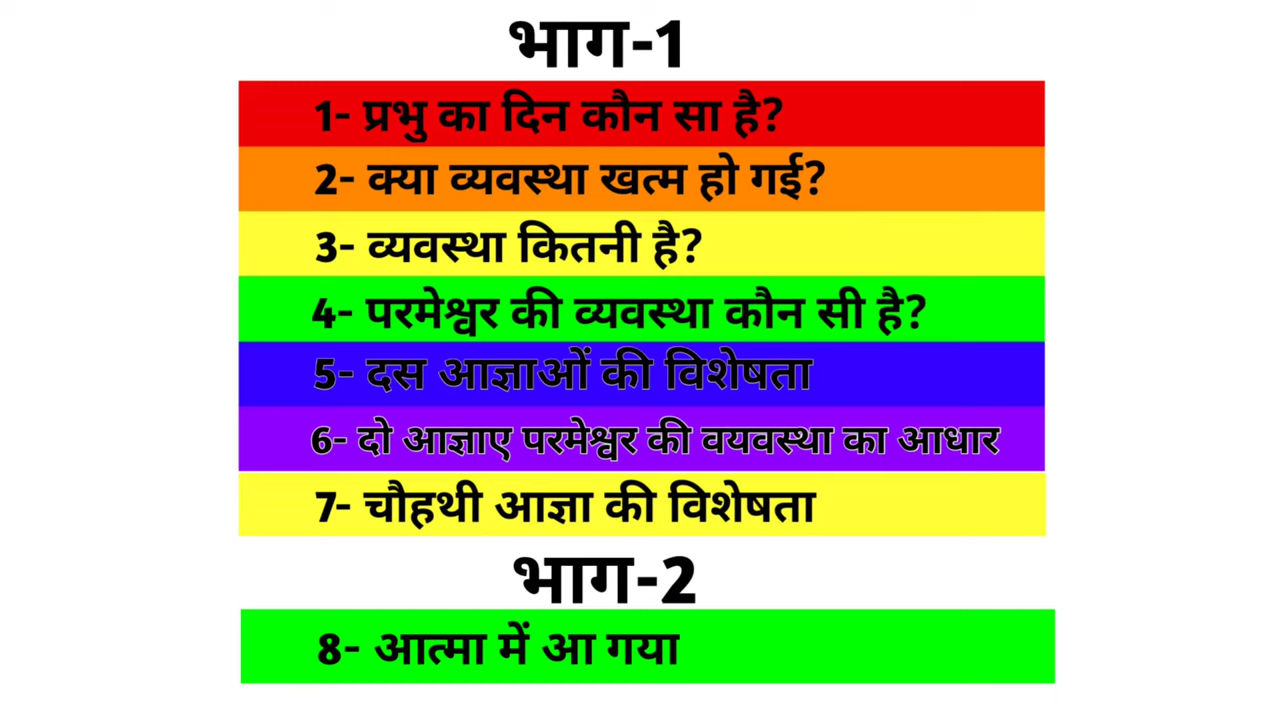 भाग-1
1- प्रभु का दिन कौन सा है?
2- क्या व्यवस्था खत्म हो गई?
3- व्यवस्था कितनी है?
4- परमेश्वर की व्यवस्था कौन सी है?
5- दस आज्ञाओं की विशेषता
6- दो आज्ञाए परमेश्वर की वयवस्था का आधार
7- चौहथी आज्ञा की विशेषता
भाग-2
8- आत्मा में आ गया